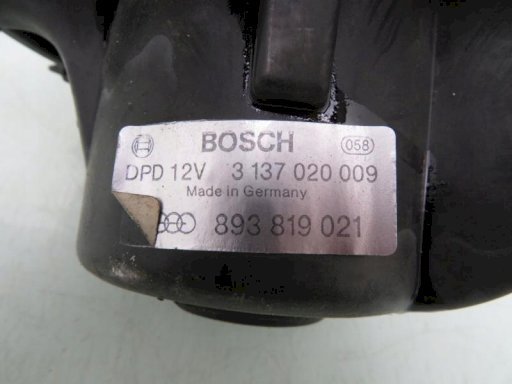 BOSCH 058
DPD 12V 3 137 020 009
Made in Germany
893 819 021